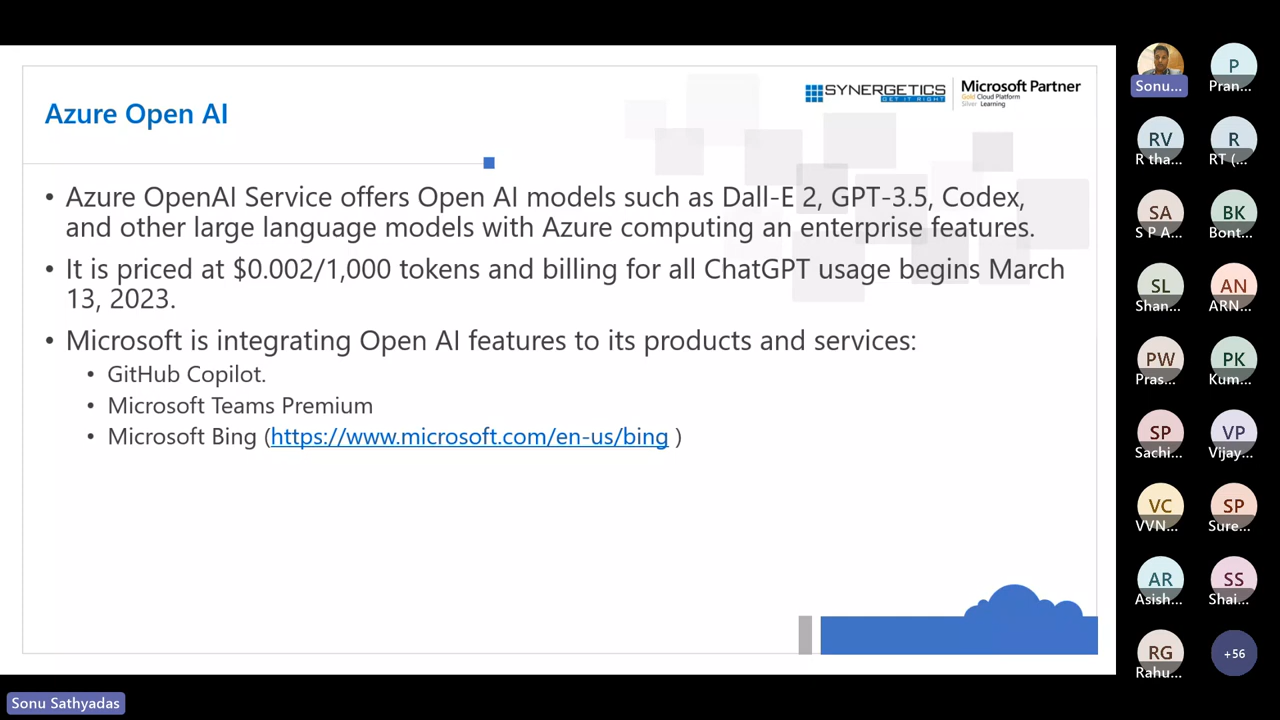 Azure Open AI
SYNERGETICS
GET IT RIGHT
Microsoft Partner
Gold Cloud Platform
Silver Learning
• Azure OpenAI Service offers Open AI models such as Dall-E 2, GPT-3.5, Codex,
and other large language models with Azure computing an enterprise features.
• It is priced at $0.002/1,000 tokens and billing for all ChatGPT usage begins March
13, 2023.
• Microsoft is integrating Open AI features to its products and services:
• GitHub Copilot.
• Microsoft Teams Premium
• Microsoft Bing (https://www.microsoft.com/en-us/bing )
Sonu Sathyadas
Sonu...
P
Pran...
RV
R tha...
R
RT (...
SA
S P A...
BK
Bont...
SL
Shan...
AN
ARN...
PW
Pras...
PK
Kum...
SP
Sachi...
VP
Vijay...
VC
VVN...
SP
Sure...
AR
Asish...
SS
Shai...
RG
Rahu...
+56